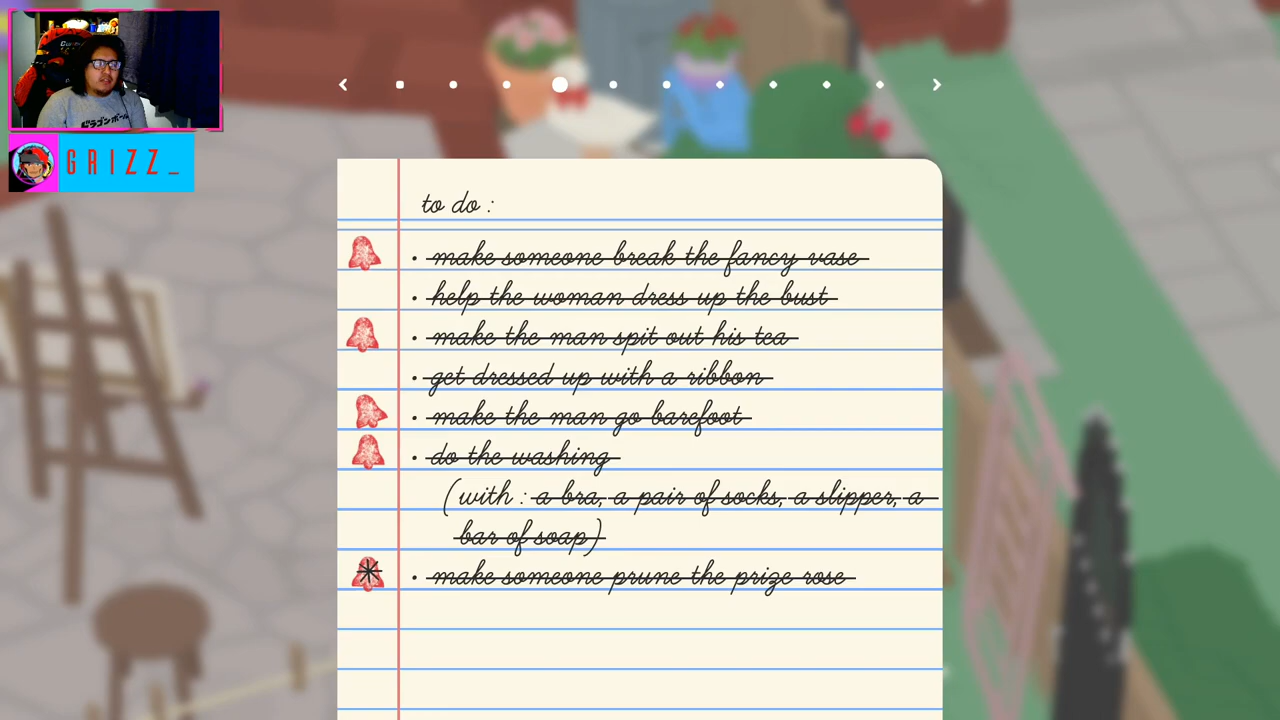 GRIZZ_
to do :
• make someone break the fancy vase
• help the woman dress up the bust
• make the man spit out his tea
• get dressed up with a ribbon
• make the man go barefoot
• do the washing
(with : a bra, a pair of socks, a slipper, a
bar of soap)
• make someone prune the prize rose